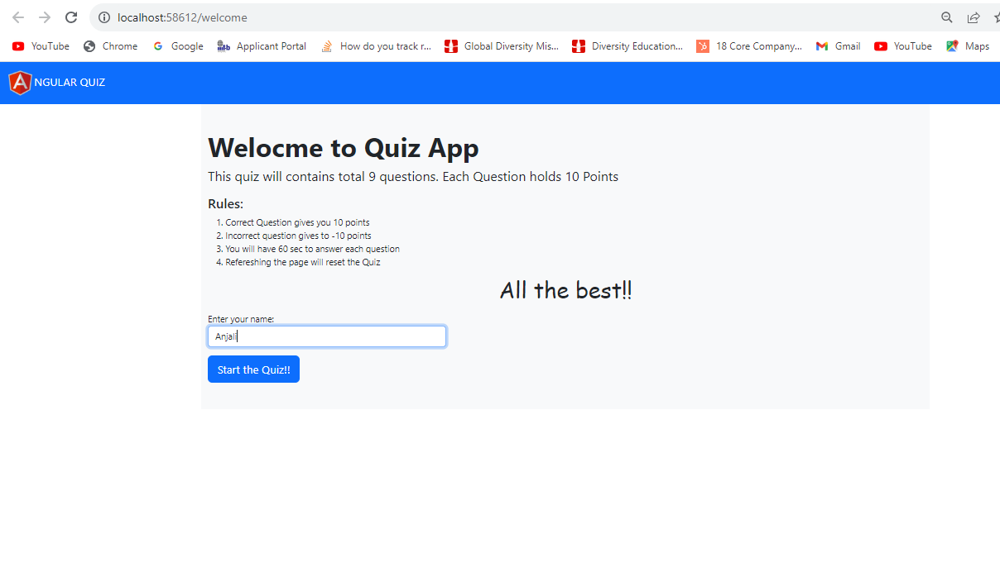 localhost:58612/welcome
YouTube Chrome Google Applicant Portal How do you track r... Global Diversity Mis... Diversity Education... 18 Core Company... Gmail YouTube Maps
NGULAR QUIZ
Welocme to Quiz App
This quiz will contains total 9 questions. Each Question holds 10 Points
Rules:
1. Correct Question gives you 10 points
2. Incorrect question gives to -10 points
3. You will have 60 sec to answer each question
4. Refereshing the page will reset the Quiz
All the best!!
Enter your name:
Anjali
Start the Quiz!!